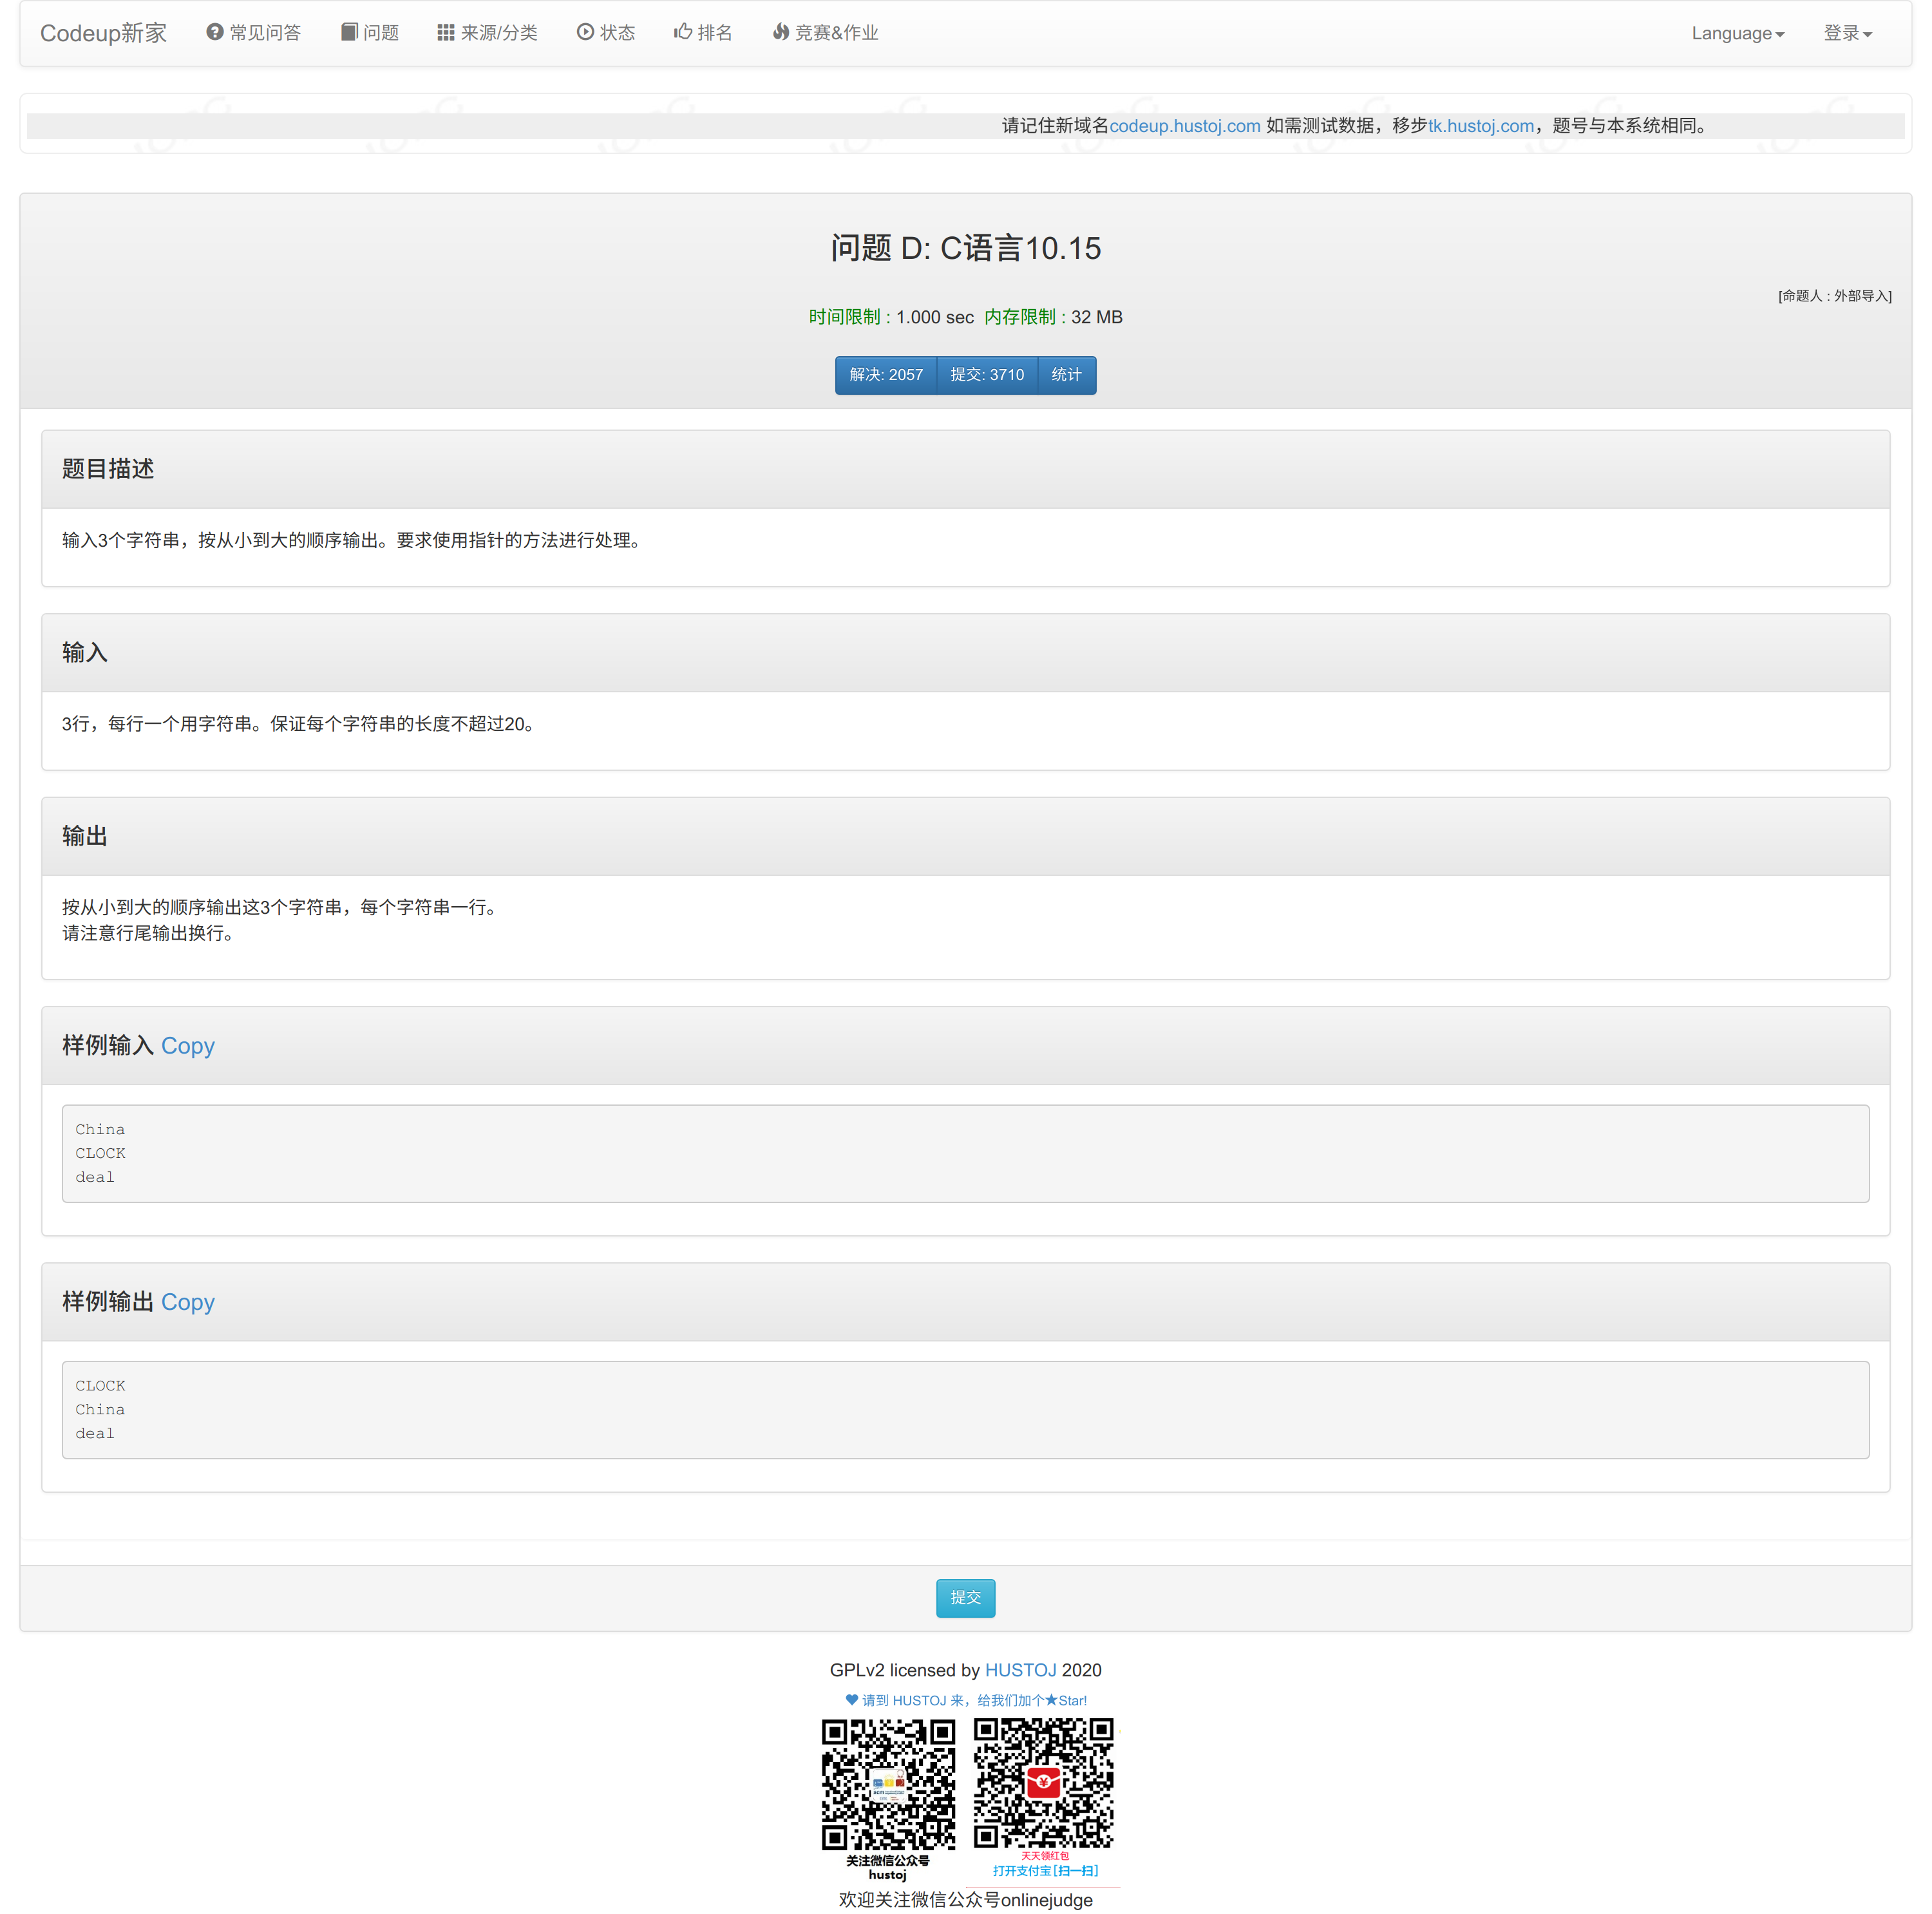 Codeup新家 常见问答 问题 来源/分类 状态 排名 竞赛&作业 Language 登录
请记住新域名codeup.hustoj.com 如需测试数据，移步tk.hustoj.com，题号与本系统相同。
问题 D: C语言10.15
[命题人 : 外部导入]
时间限制 : 1.000 sec 内存限制 : 32 MB
解决: 2057 提交: 3710 统计
题目描述
输入3个字符串，按从小到大的顺序输出。要求使用指针的方法进行处理。
输入
3行，每行一个用字符串。保证每个字符串的长度不超过20。
输出
按从小到大的顺序输出这3个字符串，每个字符串一行。
请注意行尾输出换行。
样例输入 Copy
China
CLOCK
deal
样例输出 Copy
CLOCK
China
deal
提交
GPLv2 licensed by HUSTOJ 2020
请到 HUSTOJ 来，给我们加个★Star!
关注微信公众号
hustoj
天天领红包
打开支付宝[扫一扫]
欢迎关注微信公众号onlinejudge